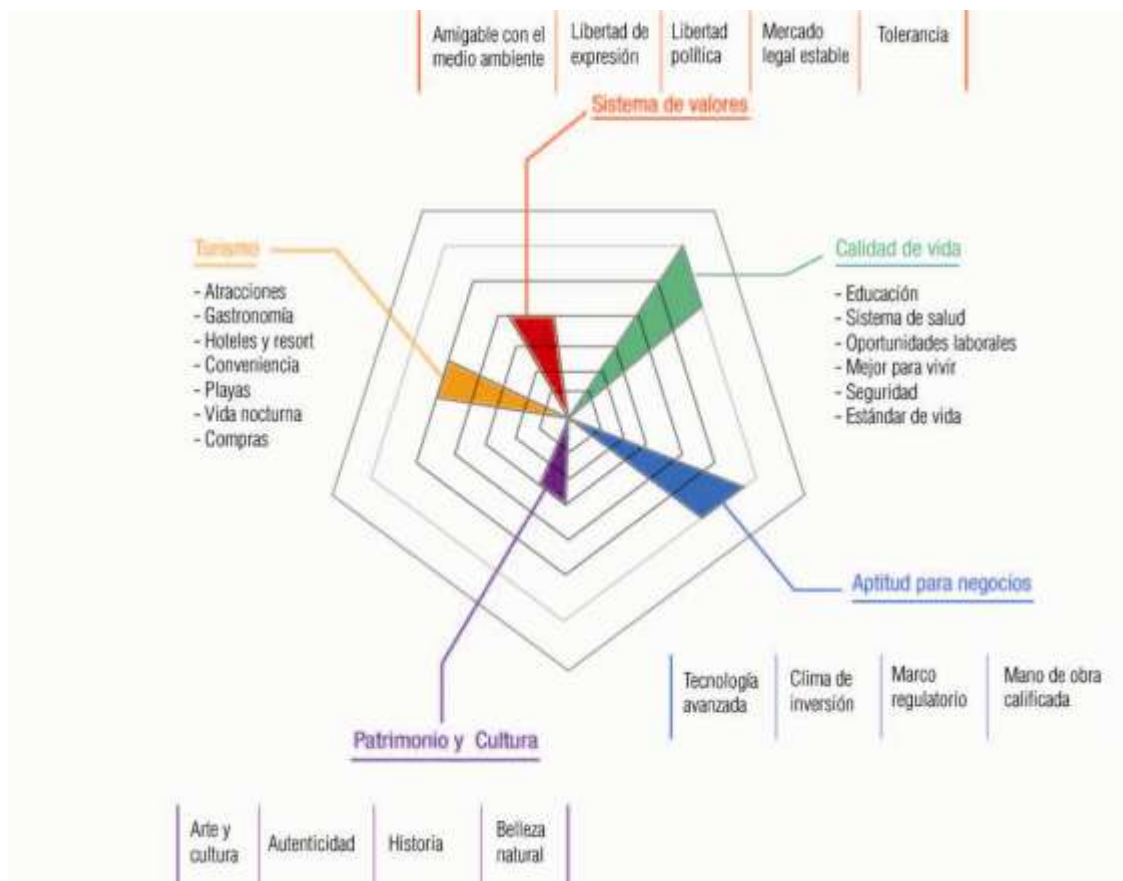 Amigable con el
medio ambiente
Libertad de
expresión
Libertad
política
Mercado
legal estable
Tolerancia
Sistema de valores
Turismo
- Atracciones
- Gastronomía
- Hoteles y resort
- Conveniencia
- Playas
- Vida nocturna
- Compras
Calidad de vida
- Educación
- Sistema de salud
- Oportunidades laborales
- Mejor para vivir
- Seguridad
- Estándar de vida
Aptitud para negocios
Tecnología
avanzada
Clima de
inversión
Marco
regulatorio
Mano de obra
calificada
Patrimonio y Cultura
Arte y
cultura
Autenticidad
Historia
Belleza
natural